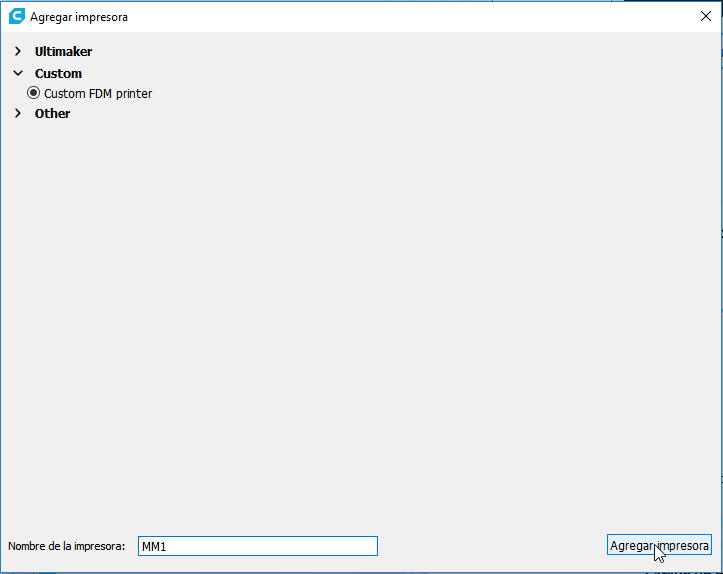 Agregar impresora
Ultimaker
Custom
Custom FDM printer
Other
Nombre de la impresora: MM1 Agregar impresora